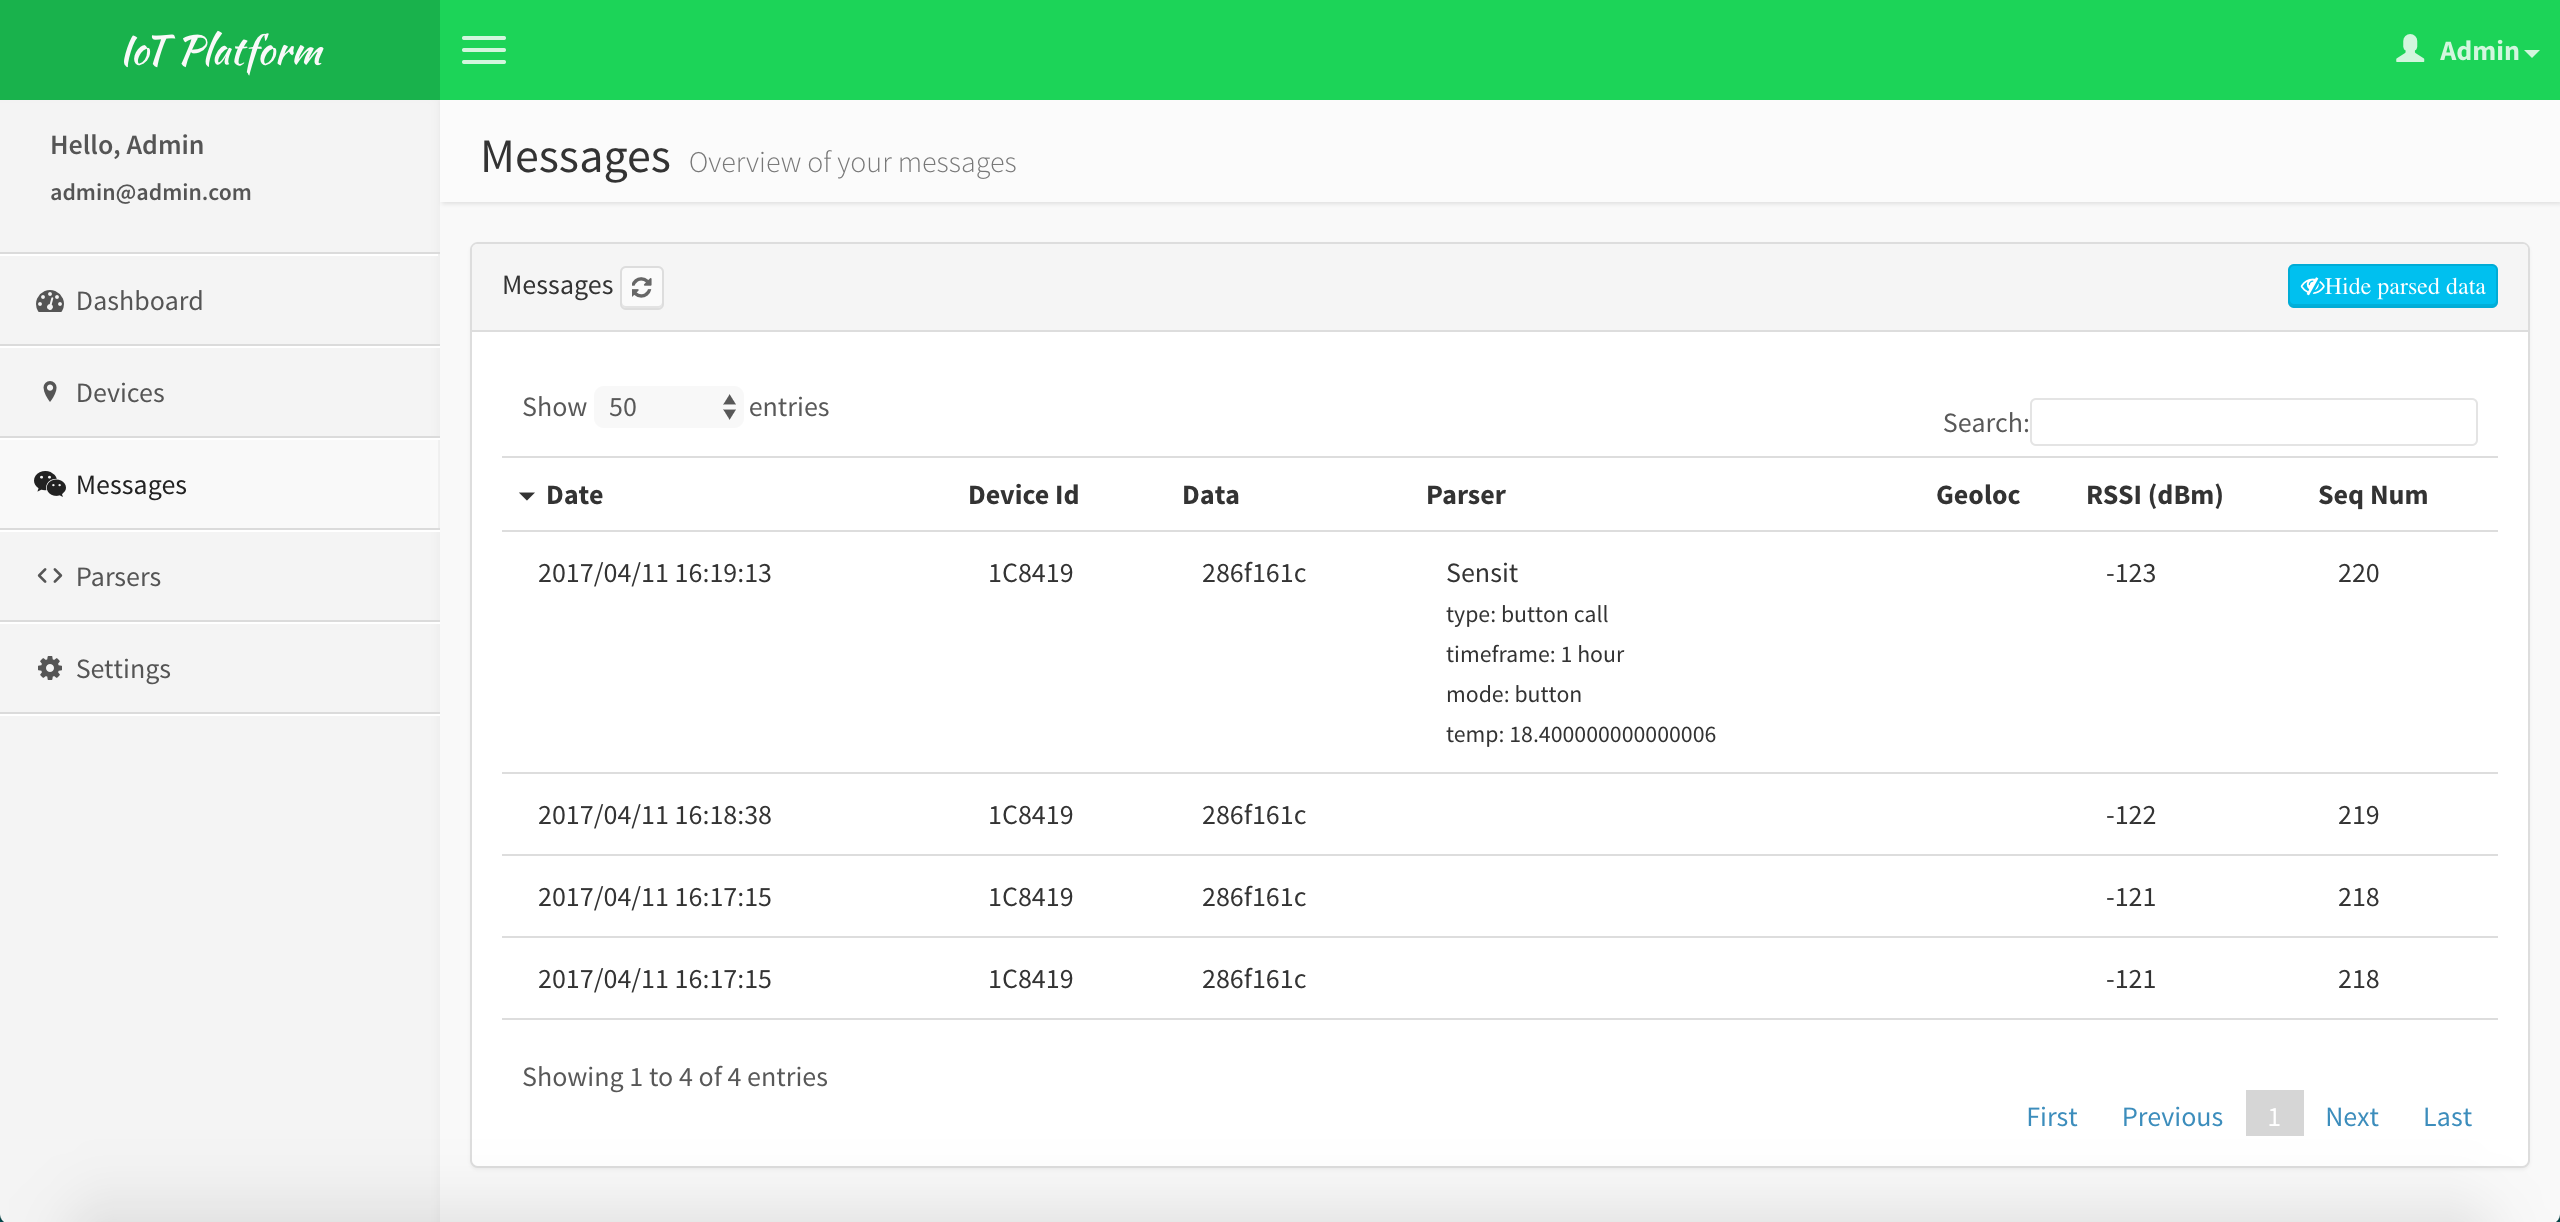 IoT Platform
Admin
Hello, Admin
admin@admin.com
Dashboard
Devices
Messages
Parsers
Settings
Messages Overview of your messages
Messages
Hide parsed data
Show 50 entries
Search:
Date Device Id Data Parser Geoloc RSSI (dBm) Seq Num
2017/04/11 16:19:13 1C8419 286f161c Sensit -123 220
type: button call
timeframe: 1 hour
mode: button
temp: 18.400000000000006
2017/04/11 16:18:38 1C8419 286f161c -122 219
2017/04/11 16:17:15 1C8419 286f161c -121 218
2017/04/11 16:17:15 1C8419 286f161c -121 218
Showing 1 to 4 of 4 entries
First Previous 1 Next Last